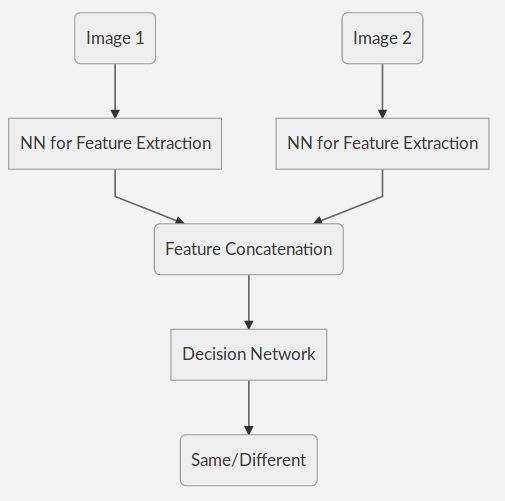 Image 1
Image 2
NN for Feature Extraction
NN for Feature Extraction
Feature Concatenation
Decision Network
Same/Different